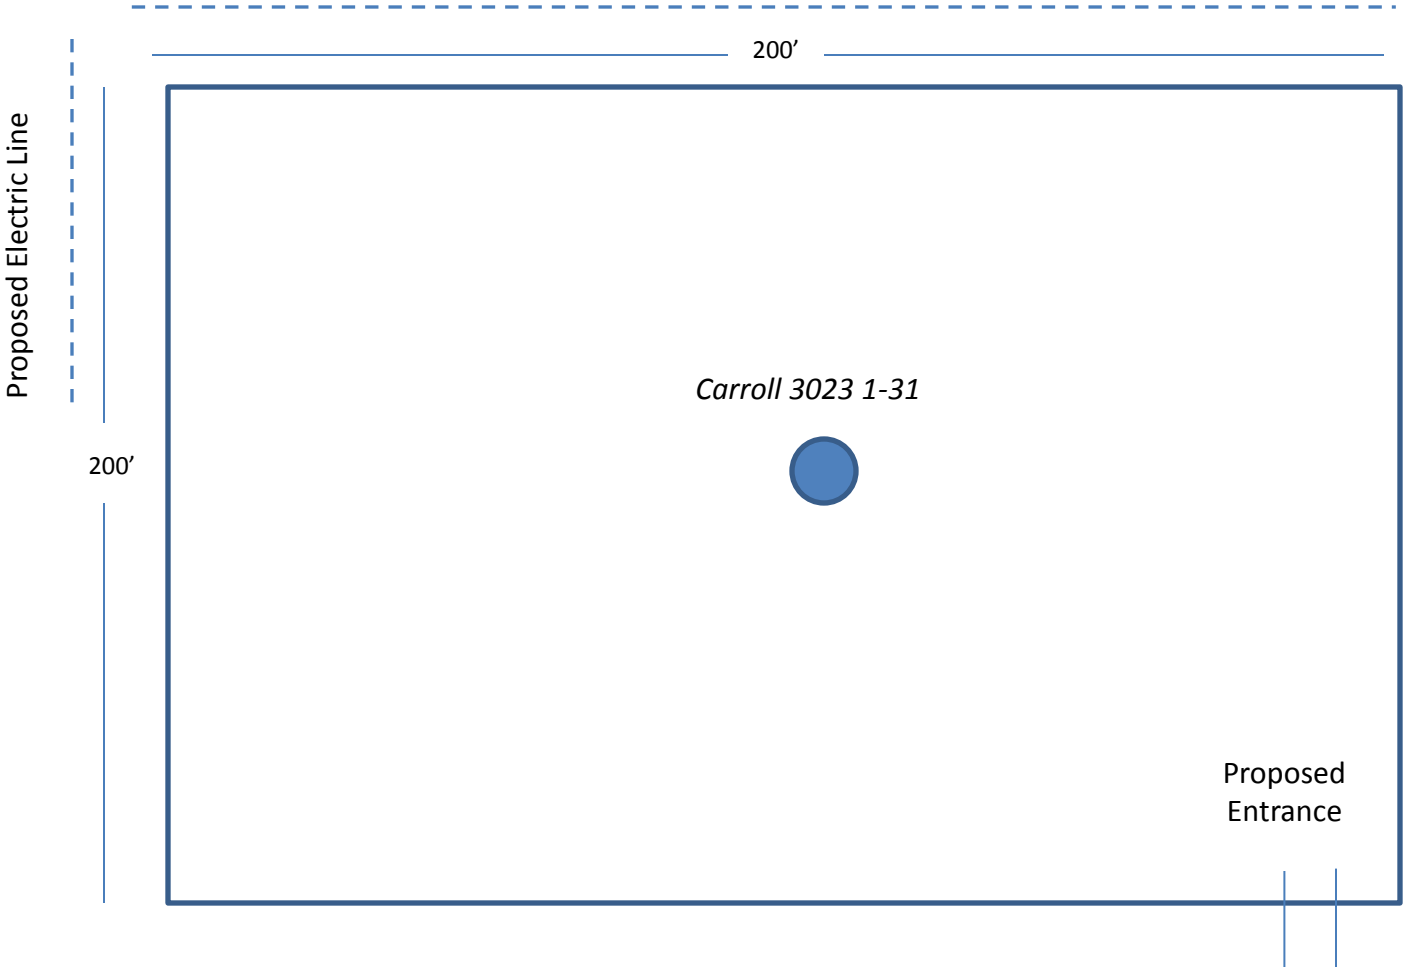 200’
Proposed Electric Line
Carroll 3023 1-31
200’
Proposed
Entrance